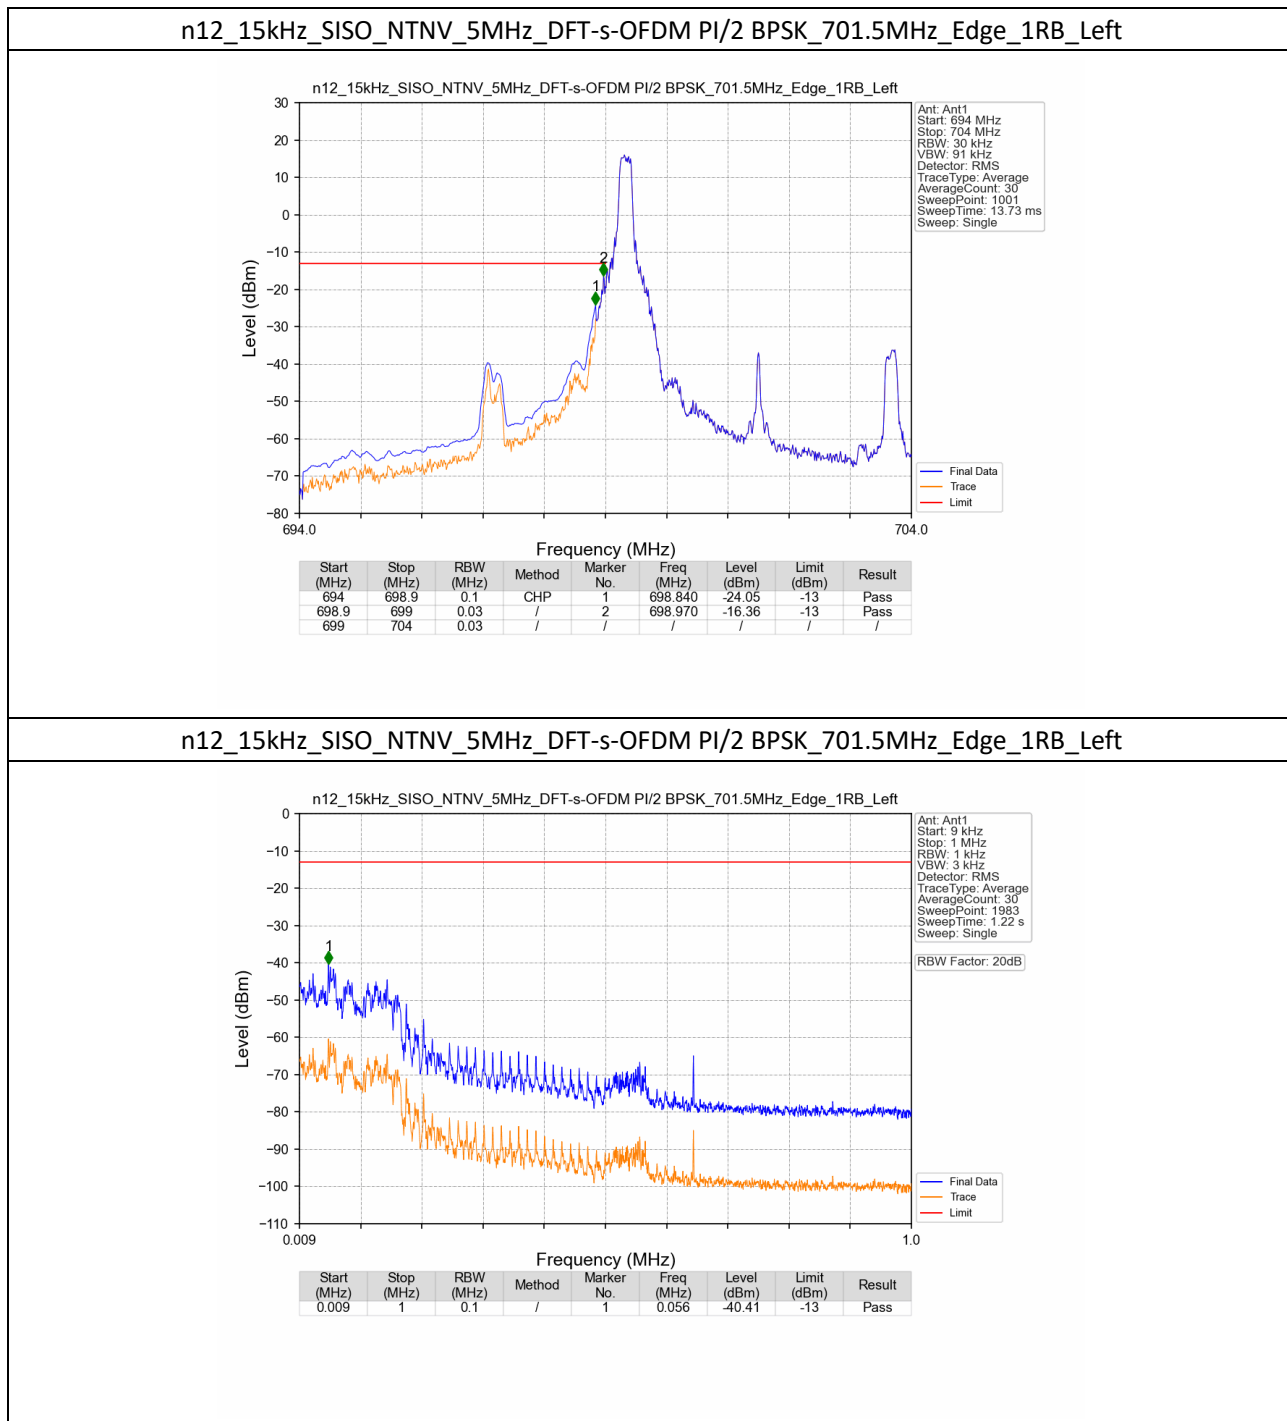 n12_15kHz_SISO_NTNV_5MHz_DFT-s-OFDM PI/2 BPSK_701.5MHz_Edge_1RB_Left
n12_15kHz_SISO_NTNV_5MHz_DFT-s-OFDM PI/2 BPSK_701.5MHz_Edge_1RB_Left
30
20
10
0
−10
−20
−30
−40
−50
−60
−70
−80
Level (dBm)
2
1
694.0
704.0
Frequency (MHz)
Ant: Ant1
Start: 694 MHz
Stop: 704 MHz
RBW: 30 kHz
VBW: 91 kHz
Detector: RMS
TraceType: Average
AverageCount: 30
SweepPoint: 1001
SweepTime: 13.73 ms
Sweep: Single
Final Data
Trace
Limit
Start (MHz) Stop (MHz) RBW (MHz) Method Marker No. Freq (MHz) Level (dBm) Limit (dBm) Result
694 698.9 0.1 CHP 1 698.840 -24.05 -13 Pass
698.9 699 0.03 / 2 698.970 -16.36 -13 Pass
699 704 0.03 / / / / / /
n12_15kHz_SISO_NTNV_5MHz_DFT-s-OFDM PI/2 BPSK_701.5MHz_Edge_1RB_Left
n12_15kHz_SISO_NTNV_5MHz_DFT-s-OFDM PI/2 BPSK_701.5MHz_Edge_1RB_Left
0
−10
−20
−30
−40
−50
−60
−70
−80
−90
−100
−110
Level (dBm)
1
0.009
1.0
Frequency (MHz)
Ant: Ant1
Start: 9 kHz
Stop: 1 MHz
RBW: 1 kHz
VBW: 3 kHz
Detector: RMS
TraceType: Average
AverageCount: 30
SweepPoint: 1983
SweepTime: 1.22 s
Sweep: Single
RBW Factor: 20dB
Final Data
Trace
Limit
Start (MHz) Stop (MHz) RBW (MHz) Method Marker No. Freq (MHz) Level (dBm) Limit (dBm) Result
0.009 1 0.1 / 1 0.056 -40.41 -13 Pass